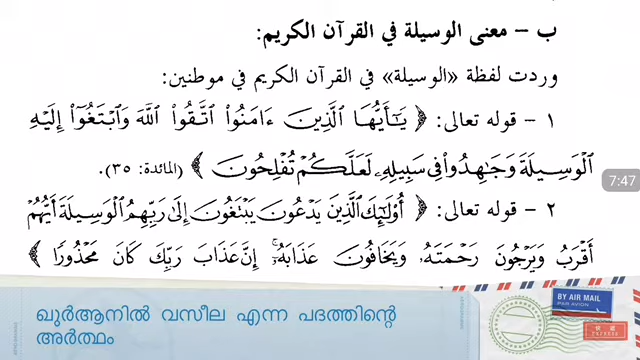 ب – معنى الوسيلة في القرآن الكريم:
وردت لفظة «الوسيلة» في القرآن الكريم في موطنين:
١ – قوله تعالى: ﴿ يَـٰٓأَيُّهَا ٱلَّذِينَ ءَامَنُوا۟ ٱتَّقُوا۟ ٱللَّهَ وَٱبْتَغُوٓا۟ إِلَيْهِ
ٱلْوَسِيلَةَ وَجَـٰهِدُوا۟ فِى سَبِيلِهِۦ لَعَلَّكُمْ تُفْلِحُونَ ﴾ (المائدة: ٣٥).
7:47
٢ – قوله تعالى: ﴿ أُو۟لَـٰٓئِكَ ٱلَّذِينَ يَدْعُونَ يَبْتَغُونَ إِلَىٰ رَبِّهِمُ ٱلْوَسِيلَةَ أَيُّهُمْ
أَقْرَبُ وَيَرْجُونَ رَحْمَتَهُۥ وَيَخَافُونَ عَذَابَهُۥٓ ۚ إِنَّ عَذَابَ رَبِّكَ كَانَ مَحْذُورًا ﴾
BY AIR MAIL
PAR AVION
EXPRESS
ഖുർആനിൽ വസീല എന്ന പദത്തിന്റെ
അർത്ഥം